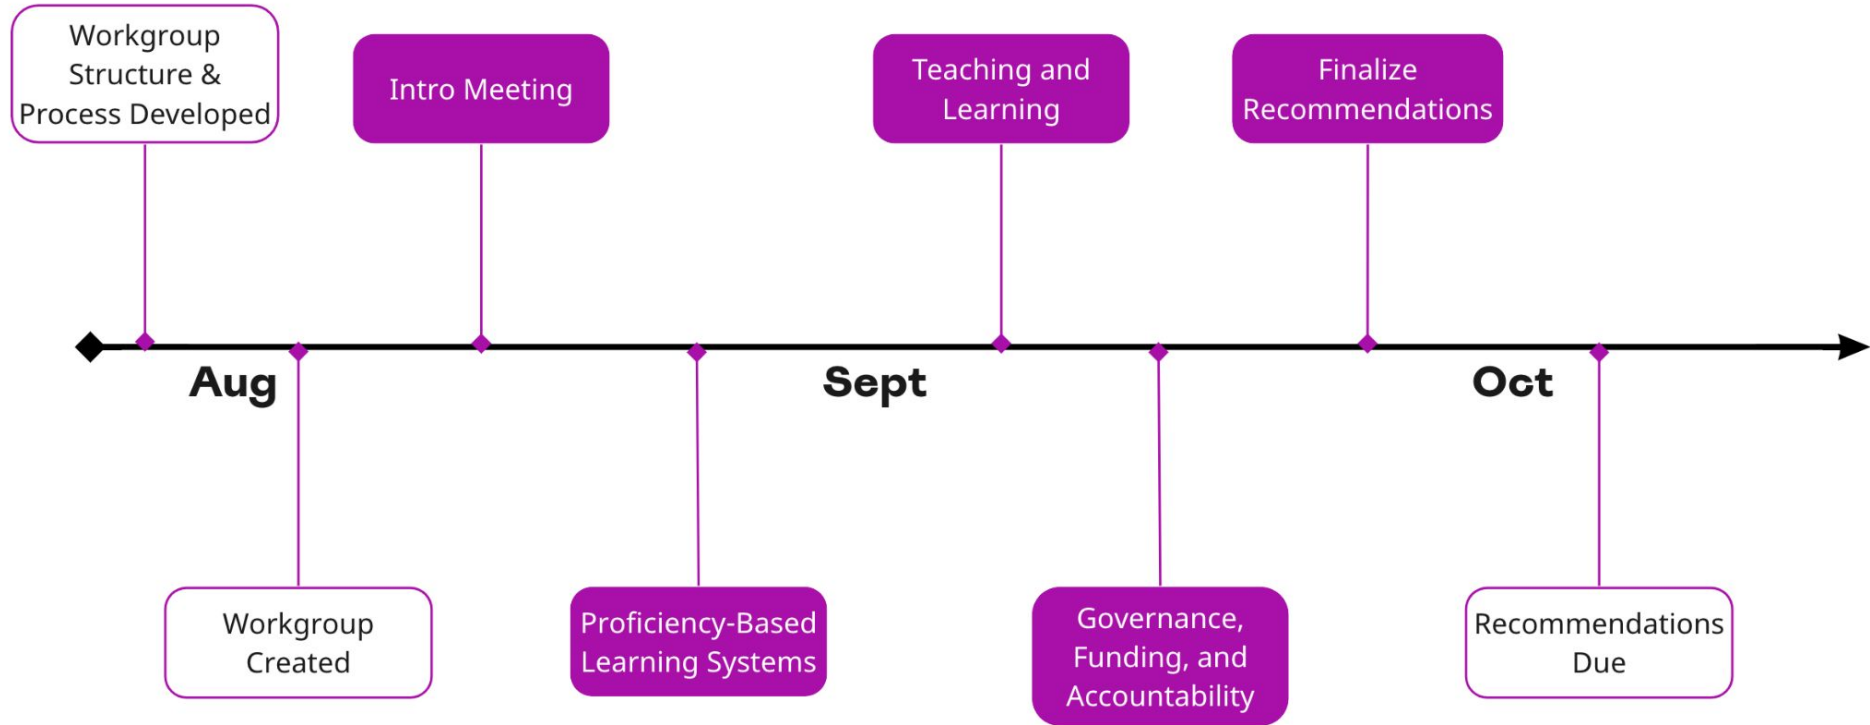 Workgroup
Structure &
Process Developed
Intro Meeting
Teaching and
Learning
Finalize
Recommendations
Aug
Sept
Oct
Workgroup
Created
Proficiency-Based
Learning Systems
Governance,
Funding, and
Accountability
Recommendations
Due